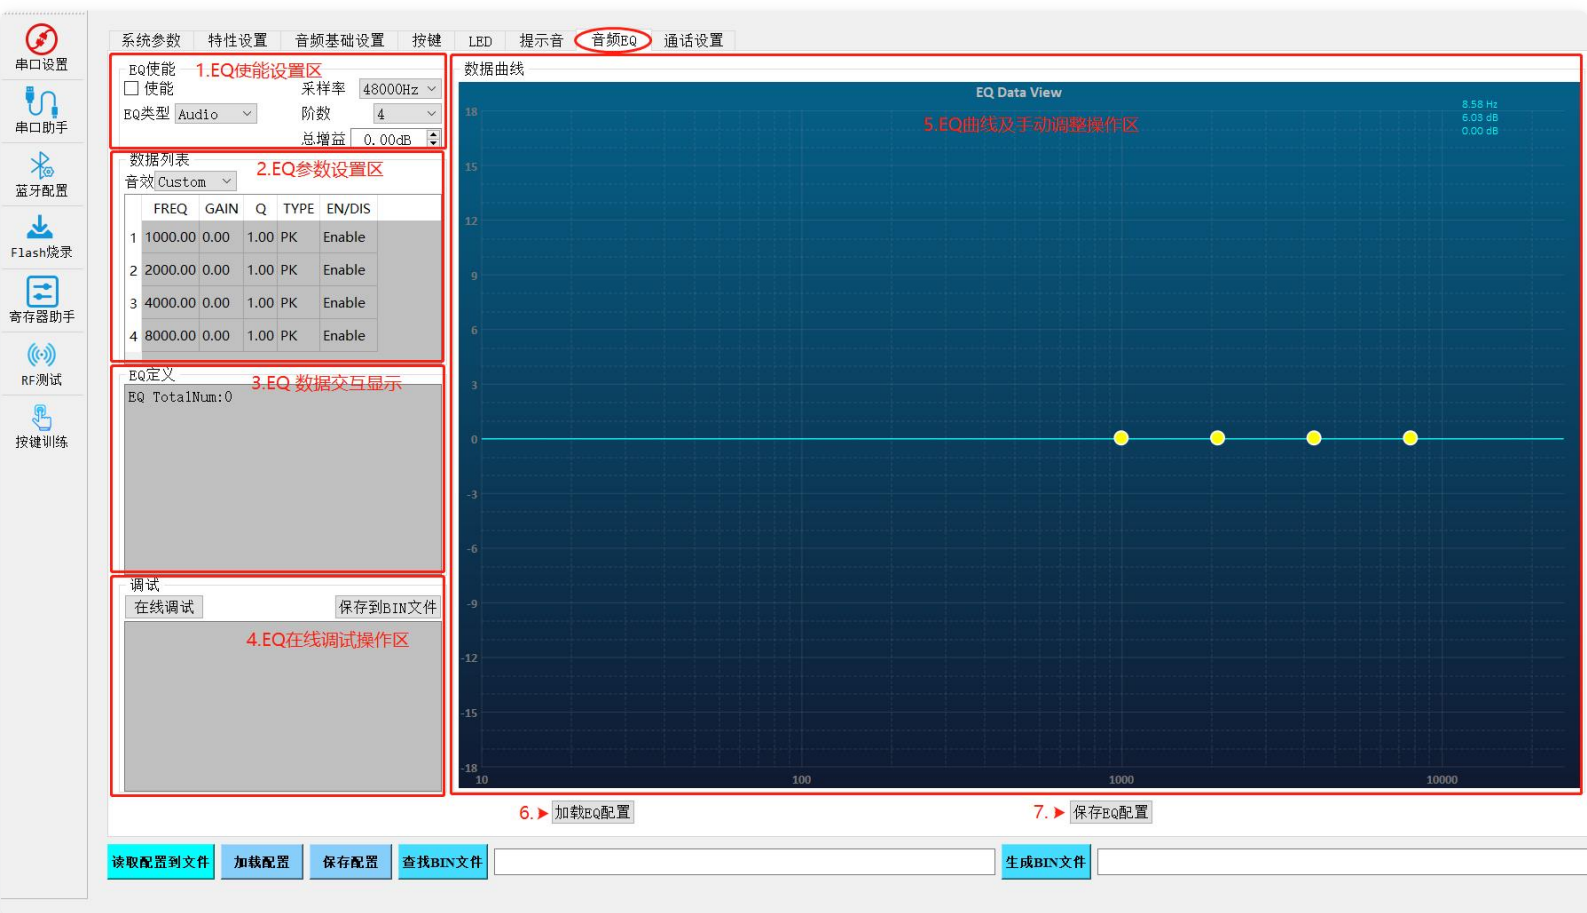 串口设置
串口助手
蓝牙配置
Flash烧录
寄存器助手
RF测试
按键训练
系统参数 特性设置 音频基础设置 按键 LED 提示音 音频EQ 通话设置
EQ使能 1.EQ使能设置区
使能 采样率 48000Hz
EQ类型 Audio 阶数 4
总增益 0.00dB
数据列表
音效 Custom 2.EQ参数设置区
FREQ GAIN Q TYPE EN/DIS
1 1000.00 0.00 1.00 PK Enable
2 2000.00 0.00 1.00 PK Enable
3 4000.00 0.00 1.00 PK Enable
4 8000.00 0.00 1.00 PK Enable
EQ定义 3.EQ 数据交互显示
EQ TotalNum:0
调试
在线调试 保存到BIN文件
4.EQ在线调试操作区
数据曲线
EQ Data View
8.58 Hz
6.03 dB
0.00 dB
5.EQ曲线及手动调整操作区
18
15
12
9
6
3
0
-3
-6
-9
-12
-15
-18
10 100 1000 10000
6. 加载EQ配置 7. 保存EQ配置
读取配置到文件 加载配置 保存配置 查找BIN文件 生成BIN文件